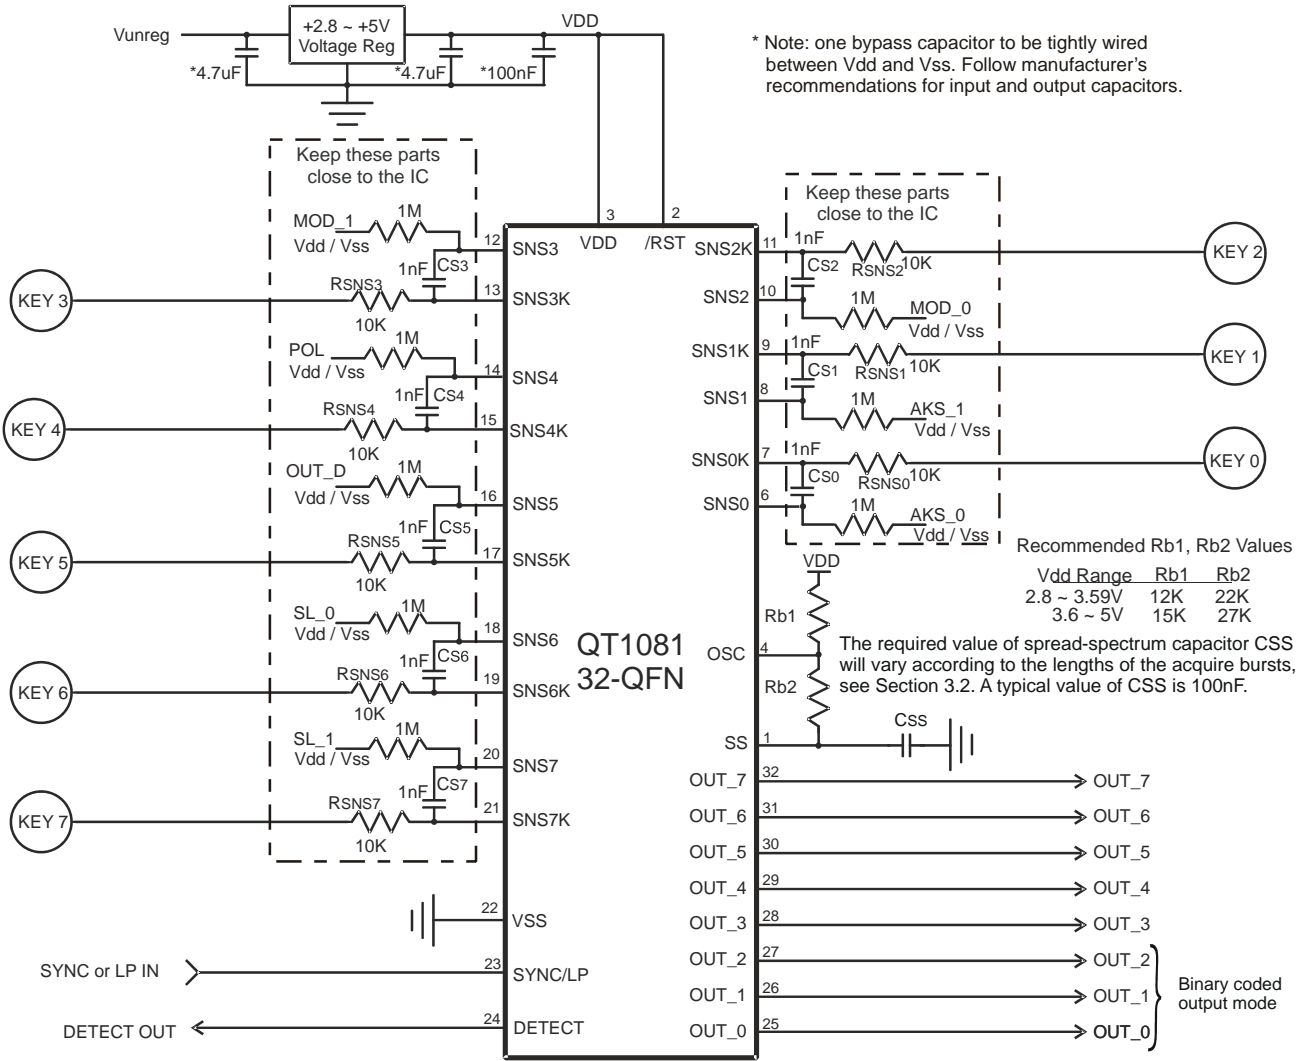 Vunreg
+2.8 ~ +5V
Voltage Reg
VDD
*4.7uF
*4.7uF
*100nF
* Note: one bypass capacitor to be tightly wired
between Vdd and Vss. Follow manufacturer's
recommendations for input and output capacitors.
Keep these parts
close to the IC
MOD_1
Vdd / Vss
1M
12
SNS3
1nF
CS3
KEY 3
RSNS3
10K
13
SNS3K
POL
Vdd / Vss
1M
14
SNS4
1nF
CS4
KEY 4
RSNS4
10K
15
SNS4K
OUT_D
Vdd / Vss
1M
16
SNS5
1nF
CS5
KEY 5
RSNS5
10K
17
SNS5K
SL_0
Vdd / Vss
1M
18
SNS6
1nF
CS6
KEY 6
RSNS6
10K
19
SNS6K
SL_1
Vdd / Vss
1M
20
SNS7
1nF
CS7
KEY 7
RSNS7
10K
21
SNS7K
22
VSS
SYNC or LP IN
23
SYNC/LP
DETECT OUT
24
DETECT
3
VDD
2
/RST
QT1081
32-QFN
Keep these parts
close to the IC
SNS2K
11
1nF
CS2
RSNS2
10K
KEY 2
SNS2
10
1M
MOD_0
Vdd / Vss
SNS1K
9
1nF
CS1
RSNS1
10K
KEY 1
SNS1
8
1M
AKS_1
Vdd / Vss
SNS0K
7
1nF
CS0
RSNS0
10K
KEY 0
SNS0
6
1M
AKS_0
Vdd / Vss
VDD
Rb1
OSC
4
Rb2
SS
1
CSS
Recommended Rb1, Rb2 Values
Vdd Range Rb1 Rb2
2.8 ~ 3.59V 12K 22K
3.6 ~ 5V 15K 27K
The required value of spread-spectrum capacitor CSS
will vary according to the lengths of the acquire bursts,
see Section 3.2. A typical value of CSS is 100nF.
OUT_7 32 OUT_7
OUT_6 31 OUT_6
OUT_5 30 OUT_5
OUT_4 29 OUT_4
OUT_3 28 OUT_3
OUT_2 27 OUT_2
OUT_1 26 OUT_1
OUT_0 25 OUT_0
Binary coded
output mode